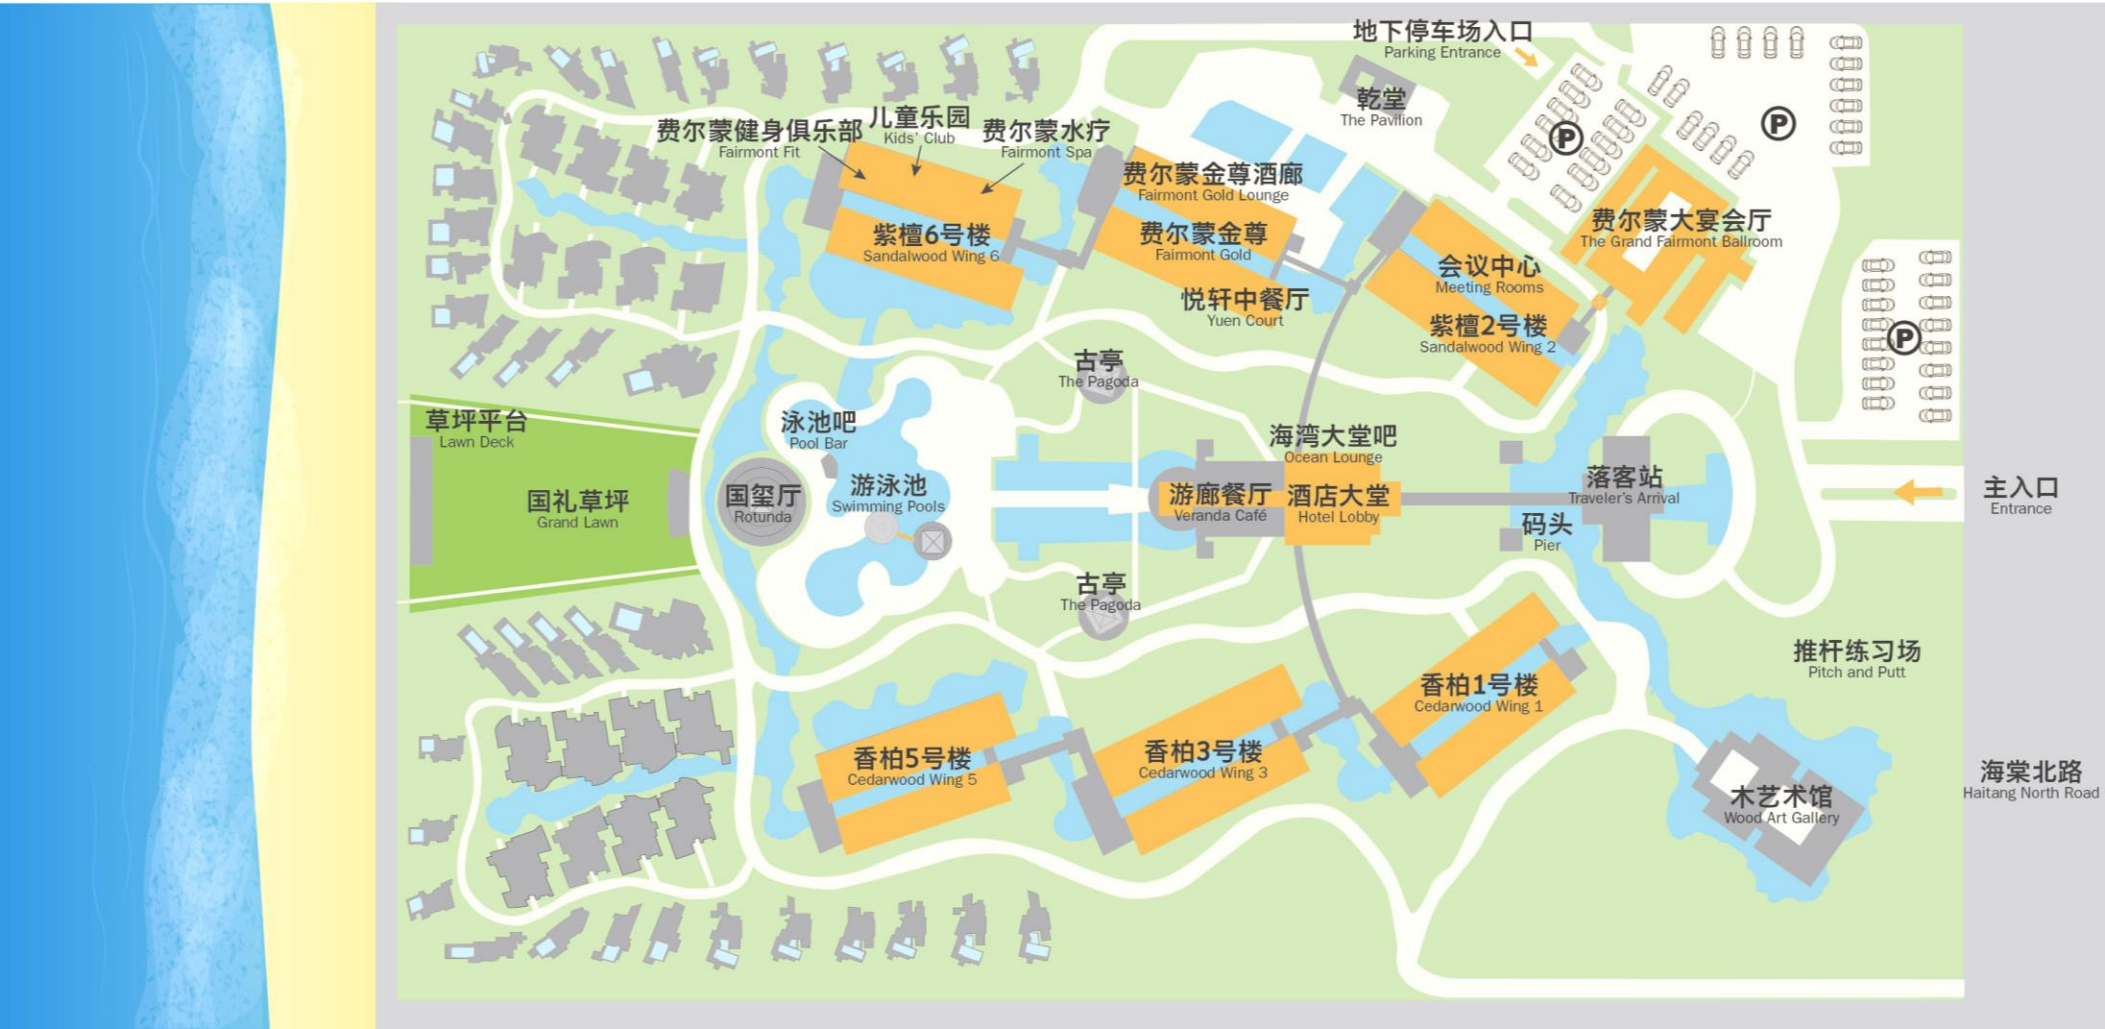 地下停车场入口
Parking Entrance
P
P
乾堂
The Pavilion
费尔蒙健身俱乐部
Fairmont Fit
儿童乐园
Kids' Club
费尔蒙水疗
Fairmont Spa
费尔蒙金尊酒廊
Fairmont Gold Lounge
费尔蒙大宴会厅
The Grand Fairmont Ballroom
紫檀6号楼
Sandalwood Wing 6
费尔蒙金尊
Fairmont Gold
会议中心
Meeting Rooms
悦轩中餐厅
Yuen Court
紫檀2号楼
Sandalwood Wing 2
P
古亭
The Pagoda
草坪平台
Lawn Deck
泳池吧
Pool Bar
海湾大堂吧
Ocean Lounge
国礼草坪
Grand Lawn
国玺厅
Rotunda
游泳池
Swimming Pools
游廊餐厅
Veranda Café
酒店大堂
Hotel Lobby
落客站
Traveler's Arrival
主入口
Entrance
码头
Pier
古亭
The Pagoda
推杆练习场
Pitch and Putt
香柏1号楼
Cedarwood Wing 1
香柏5号楼
Cedarwood Wing 5
香柏3号楼
Cedarwood Wing 3
木艺术馆
Wood Art Gallery
海棠北路
Haitang North Road